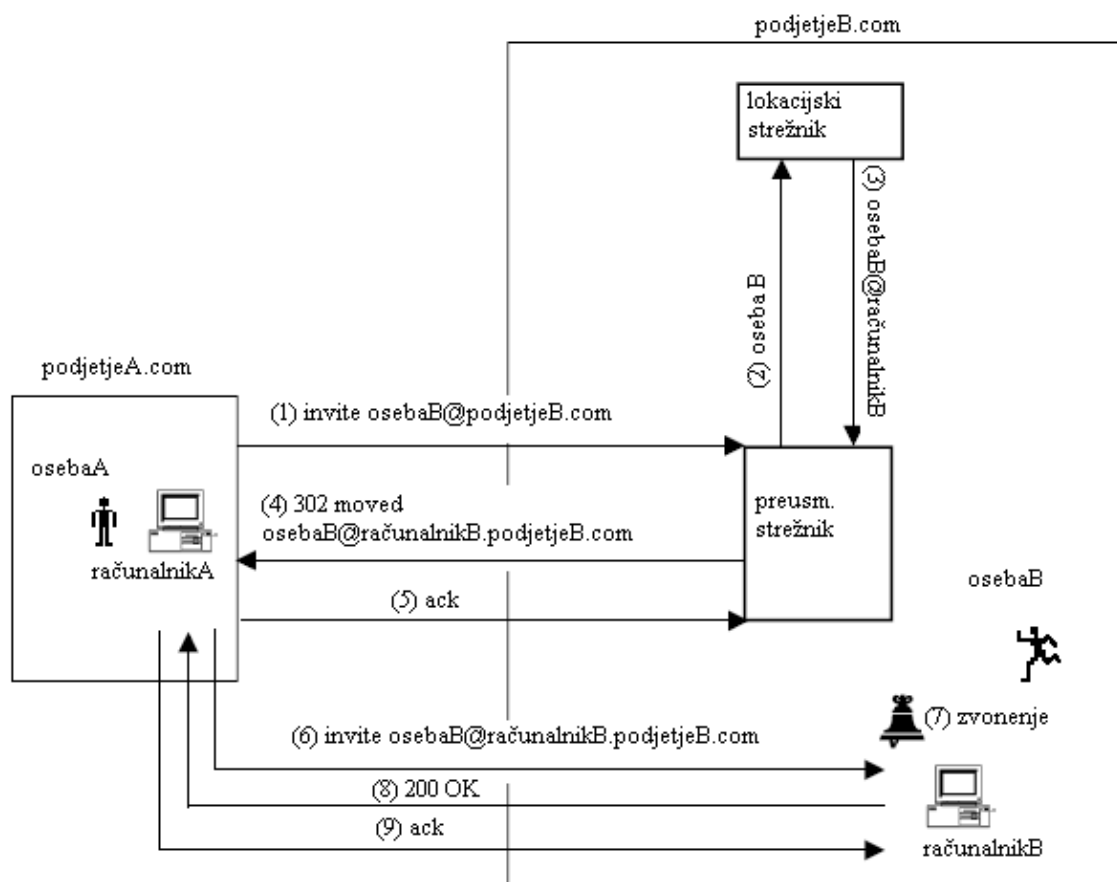 podjetjeB.com
lokacijski
strežnik
(2) oseba B
(3) osebaB@računalnikB
podjetjeA.com
(1) invite osebaB@podjetjeB.com
osebaA
računalnikA
(4) 302 moved
osebaB@računalnikB.podjetjeB.com
preusm.
strežnik
(5) ack
osebaB
(6) invite osebaB@računalnikB.podjetjeB.com
(7) zvonenje
(8) 200 OK
(9) ack
računalnikB